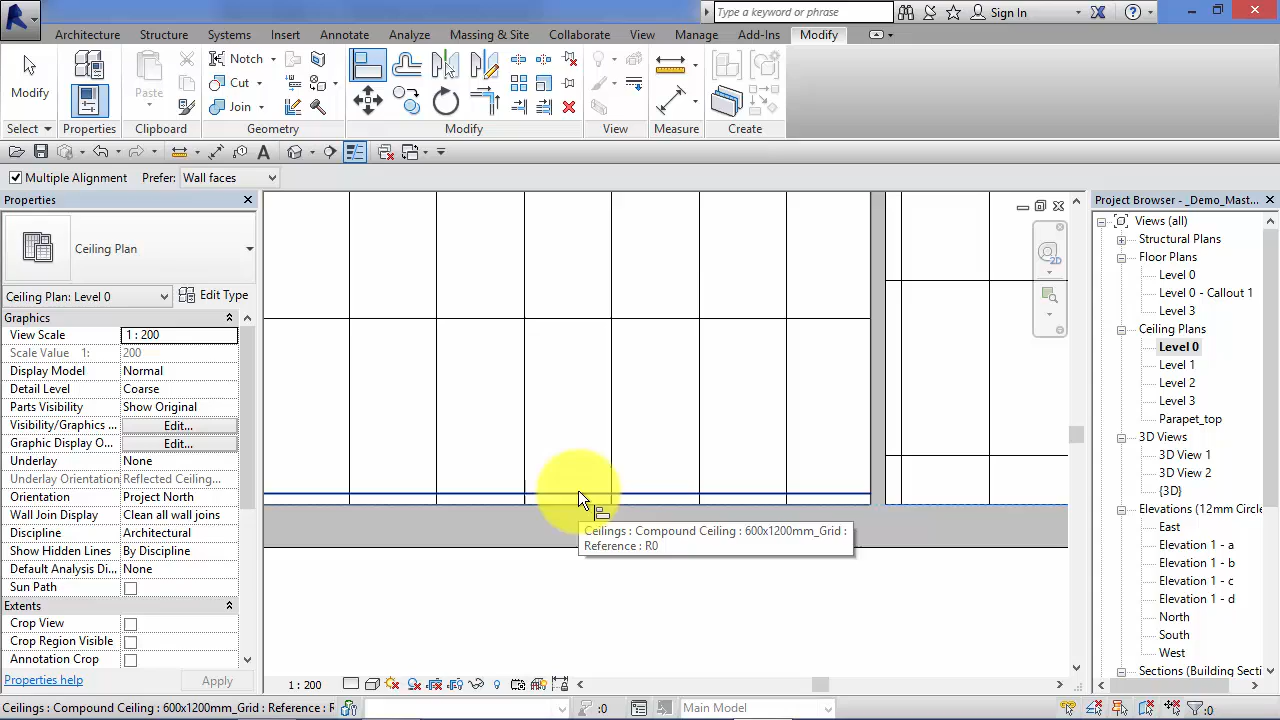 Type a keyword or phrase
Sign In
Architecture Structure Systems Insert Annotate Analyze Massing & Site Collaborate View Manage Add-Ins Modify
Modify
Paste
Notch
Cut
Join
Select Properties Clipboard Geometry Modify View Measure Create
Multiple Alignment Prefer: Wall faces
Properties
Ceiling Plan
Ceiling Plan: Level 0 Edit Type
Graphics
View Scale 1 : 200
Scale Value 1: 200
Display Model Normal
Detail Level Coarse
Parts Visibility Show Original
Visibility/Graphics ... Edit...
Graphic Display O... Edit...
Underlay None
Underlay Orientation Reflected Ceiling...
Orientation Project North
Wall Join Display Clean all wall joins
Discipline Architectural
Show Hidden Lines By Discipline
Default Analysis Di... None
Sun Path
Extents
Crop View
Crop Region Visible
Annotation Crop
Properties help Apply
2D
Ceilings : Compound Ceiling : 600x1200mm_Grid :
Reference : R0
Project Browser - _Demo_Mast...
Views (all)
Structural Plans
Floor Plans
Level 0
Level 0 - Callout 1
Level 3
Ceiling Plans
Level 0
Level 1
Level 2
Level 3
Parapet_top
3D Views
3D View 1
3D View 2
{3D}
Elevations (12mm Circle
East
Elevation 1 - a
Elevation 1 - b
Elevation 1 - c
Elevation 1 - d
North
South
West
Sections (Building Secti
1 : 200
Ceilings : Compound Ceiling : 600x1200mm_Grid : Reference : R
:0
Main Model
:0